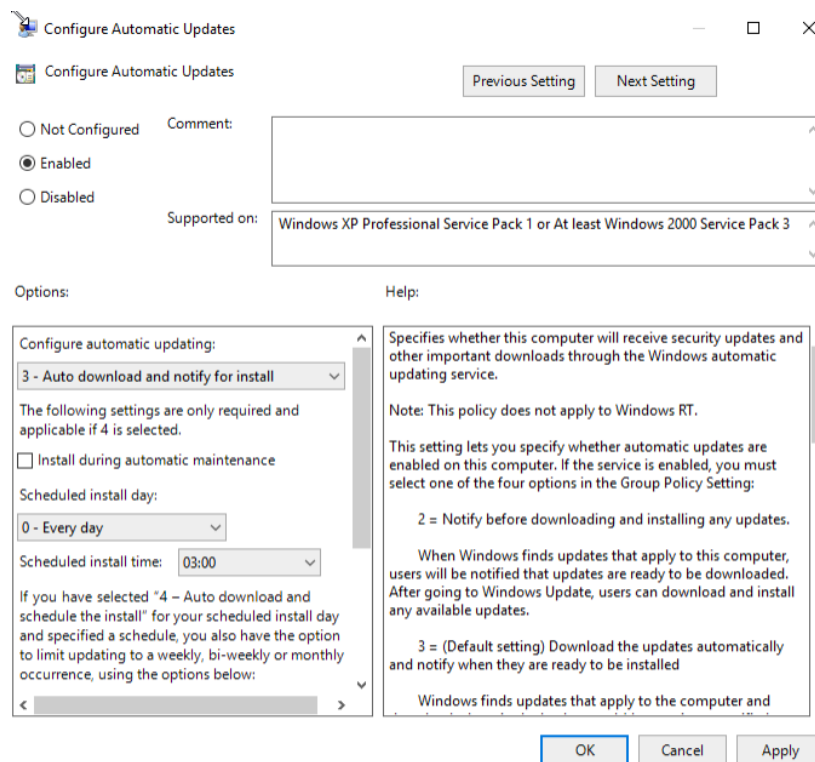 Configure Automatic Updates
Configure Automatic Updates
Previous Setting
Next Setting
Not Configured
Enabled
Disabled
Comment:
Supported on:
Windows XP Professional Service Pack 1 or At least Windows 2000 Service Pack 3
Options:
Help:
Configure automatic updating:
3 - Auto download and notify for install
The following settings are only required and
applicable if 4 is selected.
Install during automatic maintenance
Scheduled install day:
0 - Every day
Scheduled install time:
03:00
If you have selected "4 – Auto download and
schedule the install" for your scheduled install day
and specified a schedule, you also have the option
to limit updating to a weekly, bi-weekly or monthly
occurrence, using the options below:
Specifies whether this computer will receive security updates and
other important downloads through the Windows automatic
updating service.
Note: This policy does not apply to Windows RT.
This setting lets you specify whether automatic updates are
enabled on this computer. If the service is enabled, you must
select one of the four options in the Group Policy Setting:
2 = Notify before downloading and installing any updates.
When Windows finds updates that apply to this computer,
users will be notified that updates are ready to be downloaded.
After going to Windows Update, users can download and install
any available updates.
3 = (Default setting) Download the updates automatically
and notify when they are ready to be installed
Windows finds updates that apply to the computer and
OK
Cancel
Apply